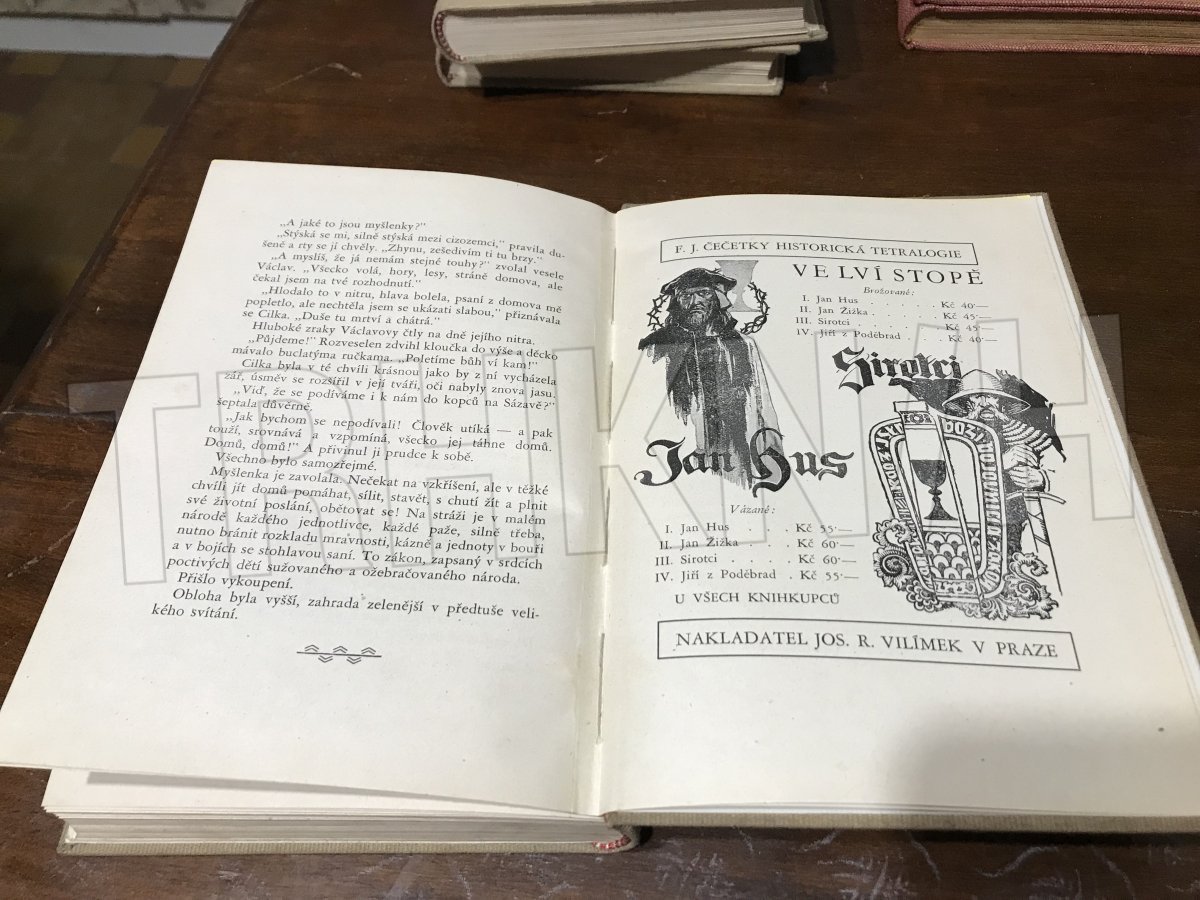 „A jaké to jsou myšlenky?"
„Stýská se mi, silně stýská mezi cizozemci," pravila du-
šeně a rty se jí chvěly. „Zhynu, zešedivím ti tu brzy."
„A myslíš, že já nemám stejné touhy?" zvolal vesele
Václav. „Všecko volá, hory, lesy, stráně domova, ale
čekal jsem na tvé rozhodnutí."
„Hlodalo to v nitru, hlava bolela, psaní z domova mě
popletlo, ale nechtěla jsem se ukázati slabou," přiznávala
se Cilka. „Duše tu mrtví a chátrá."
Hluboké zraky Václavovy čtly na dně jejího nitra.
„Půjdeme!" Rozveselen zdvihl kloučka do výše a děcko
mávalo buclatýma ručkama. „Poletíme bůh ví kam!"
Cilka byla v té chvíli krásnou jako by z ní vycházela
zář, úsměv se rozšířil v její tváři, oči nabyly znova jasu.
„Viď, že se podíváme i k nám do kopců na Sázavě?"
šeptala důvěrně.
„Jak bychom se nepodívali! Člověk utíká — a pak
touží, srovnává a vzpomíná, všecko jej táhne domů.
Domů, domů!" A přivinul ji prudce k sobě.
Všechno bylo samozřejmé.
Myšlenka je zavolala. Nečekat na vzkříšení, ale v těžké
chvíli jít domů pomáhat, sílit, stavět, s chutí žít a plnit
své životní poslání, obětovat se! Na stráži je v malém
národě každého jednotlivce, každé paže, silně třeba,
nutno bránit rozkladu mravnosti, kázně a jednoty v bouři
a v bojích se stohlavou saní. To zákon, zapsaný v srdcích
poctivých dětí sužovaného a ožebračovaného národa.
Přišlo vykoupení.
Obloha byla vyšší, zahrada zelenější v předtuše veli-
kého svítání.
F. J. ČEČETKY HISTORICKÁ TETRALOGIE
VE LVÍ STOPĚ
Brožované:
I. Jan Hus . . . . . Kč 40·—
II. Jan Žižka . . . . . Kč 45·—
III. Sirotci . . . . . Kč 45·—
IV. Jiří z Poděbrad . . . Kč 40·—
Sirotci
Jan Hus
Vázané:
I. Jan Hus . . . Kč 55·—
II. Jan Žižka . . . Kč 60·—
III. Sirotci . . . . Kč 60·—
IV. Jiří z Poděbrad . Kč 55·—
U VŠECH KNIHKUPCŮ
NAKLADATEL JOS. R. VILÍMEK V PRAZE